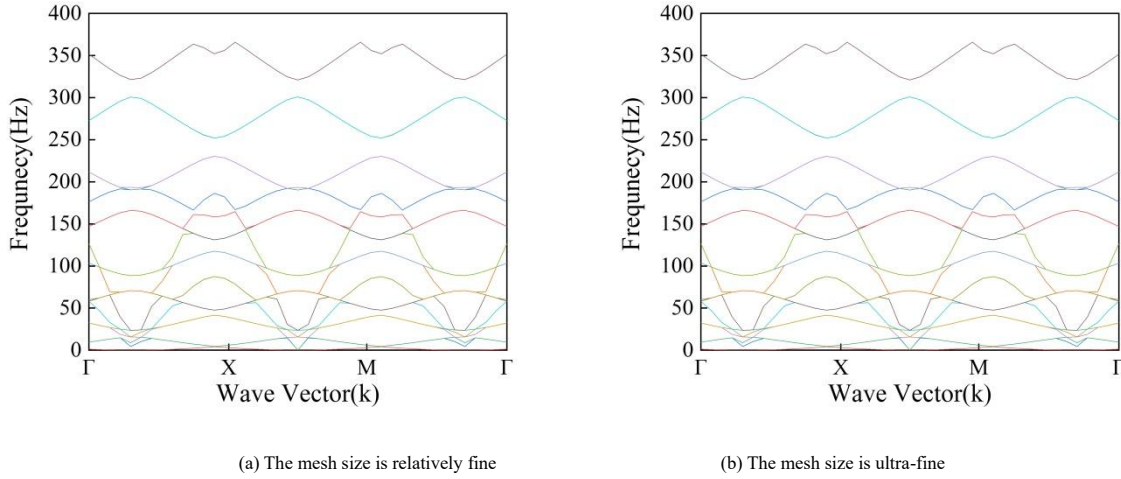 400
350
300
250
200
150
100
50
0
Frequnecy(Hz)
Γ X M Γ
Wave Vector(k)
(a) The mesh size is relatively fine
400
350
300
250
200
150
100
50
0
Frequnecy(Hz)
Γ X M Γ
Wave Vector(k)
(b) The mesh size is ultra-fine